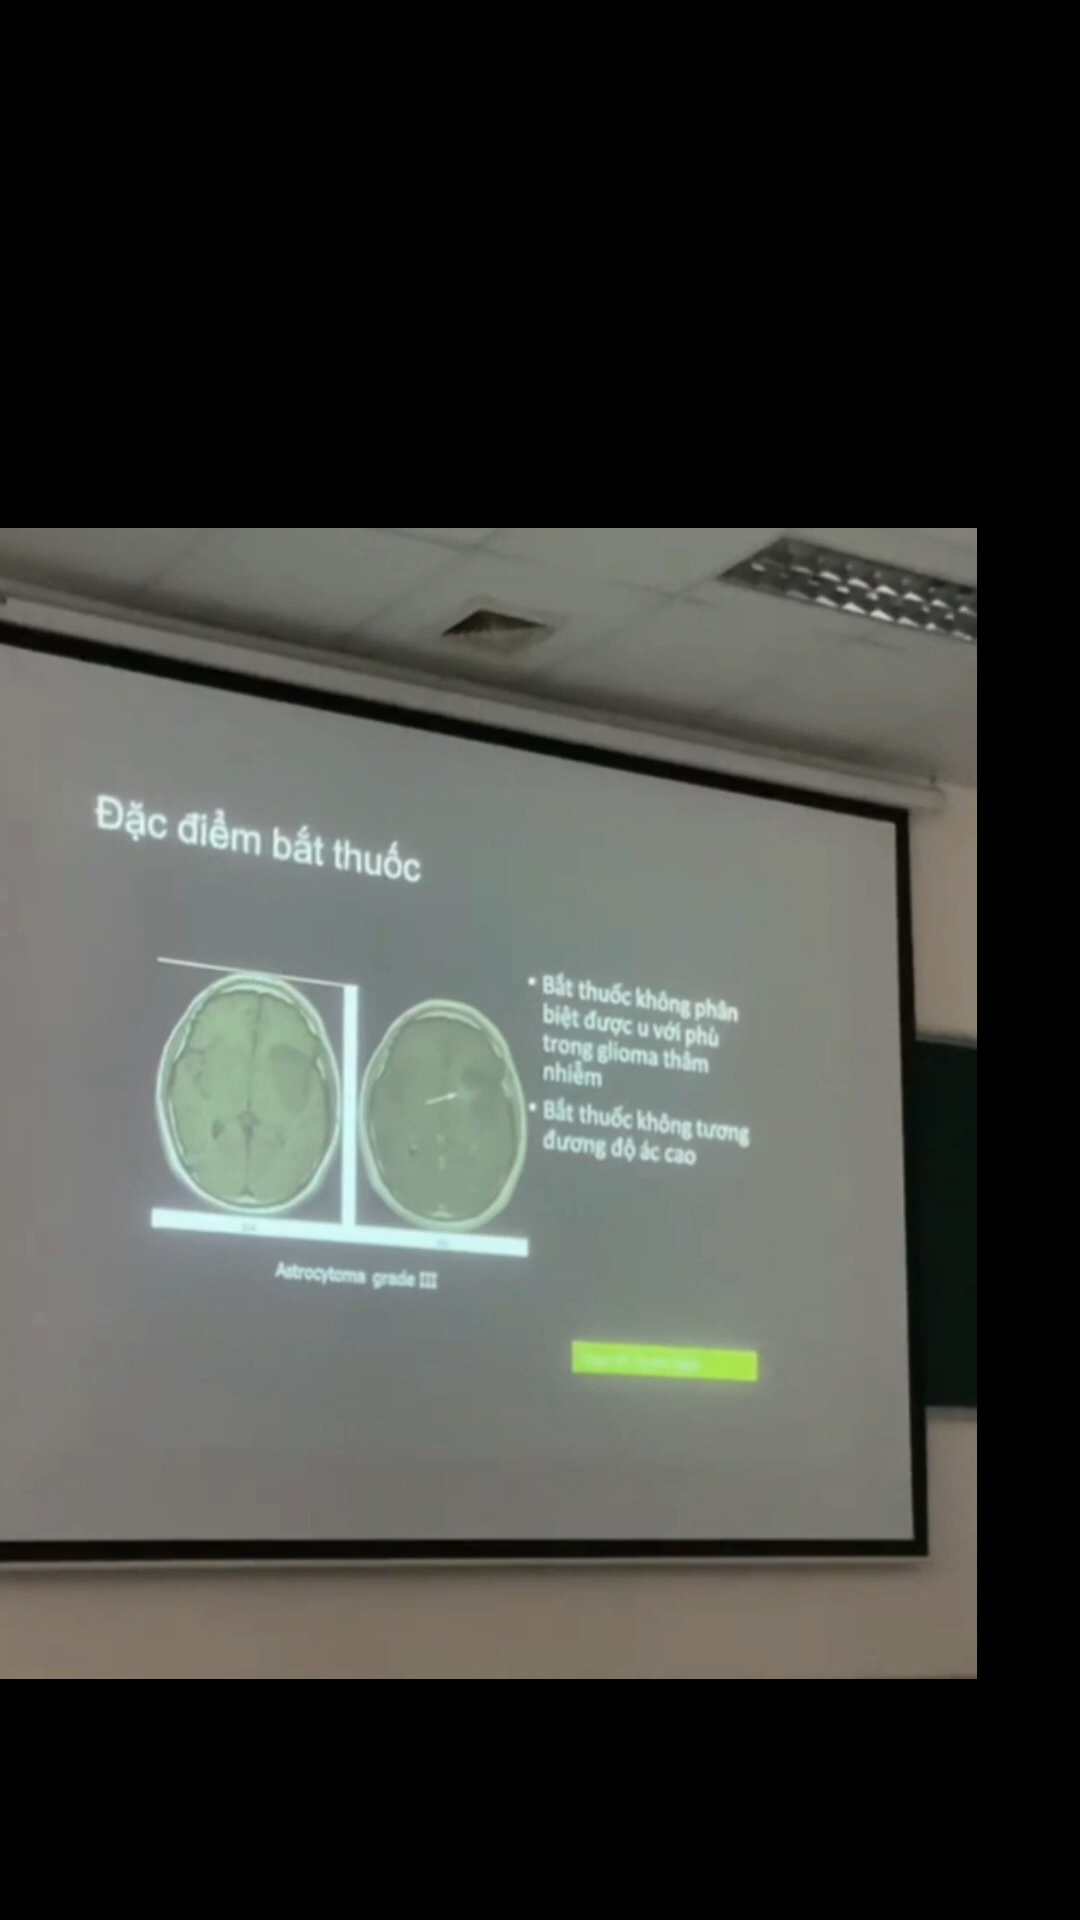 Đặc điểm bắt thuốc
• Bắt thuốc không phân
biệt được u với phù
trong glioma thâm
nhiễm
• Bắt thuốc không tương
đương độ ác cao
Astrocytoma grade III